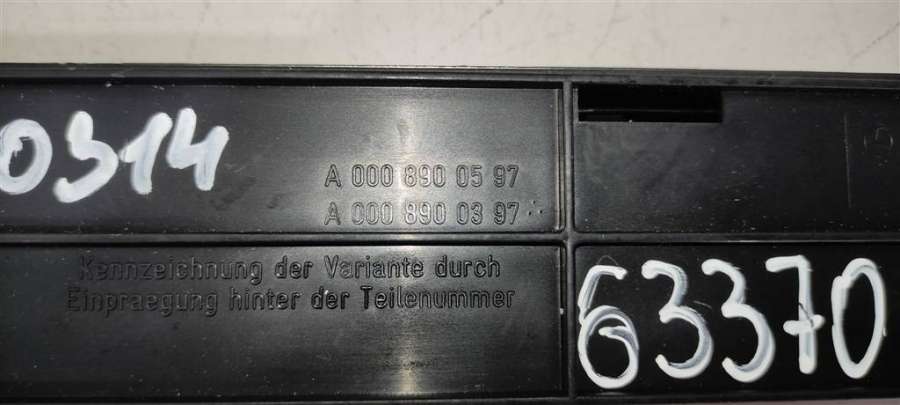 0314
A 000 890 05 97
A 000 890 03 97
Kennzeichnung der Variante durch
Einpraegung hinter der Teilenummer
63370